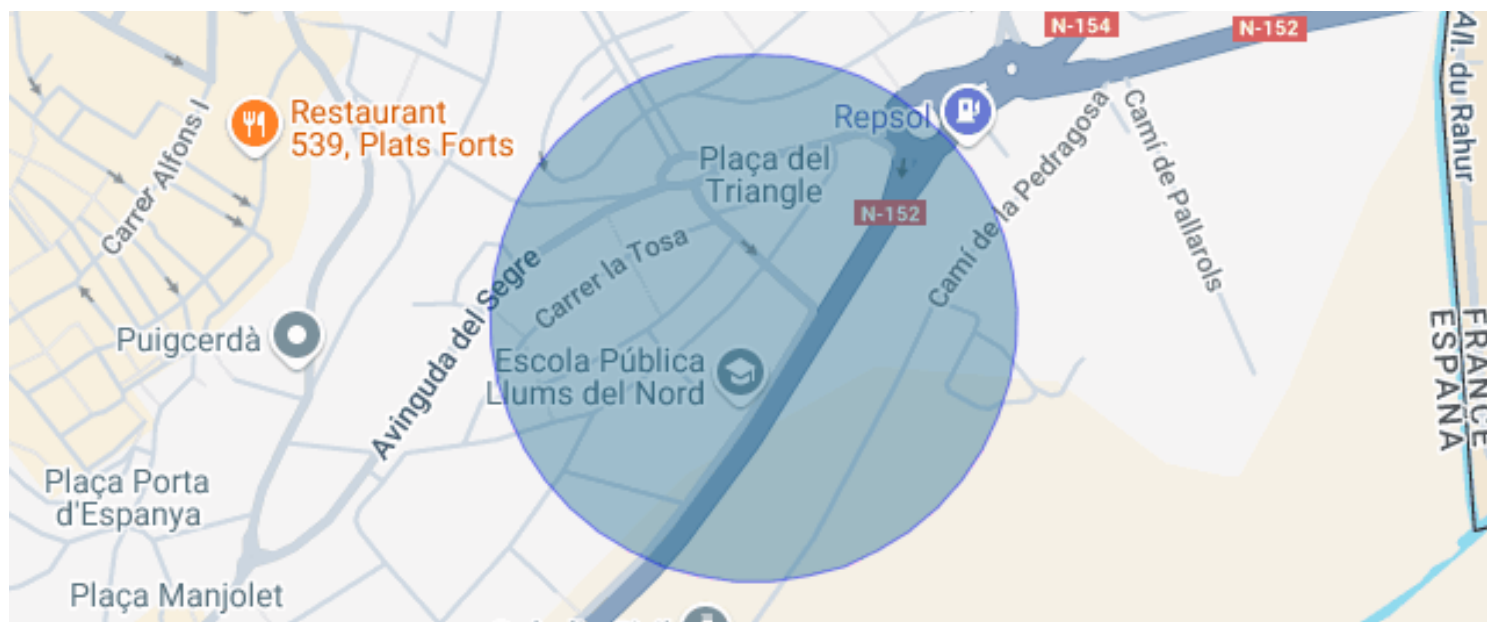 N-154
N-152
All. du Rahur
Restaurant
539, Plats Forts
Repsol
Carrer Alfons I
Plaça del
Triangle
Camí de la Pedragosa
Camí de Pallarols
N-152
Carrer la Tosa
Avinguda del Segre
Puigcerdà
Escola Pública
Llums del Nord
FRANCE
ESPAÑA
Plaça Porta
d'Espanya
Plaça Manjolet